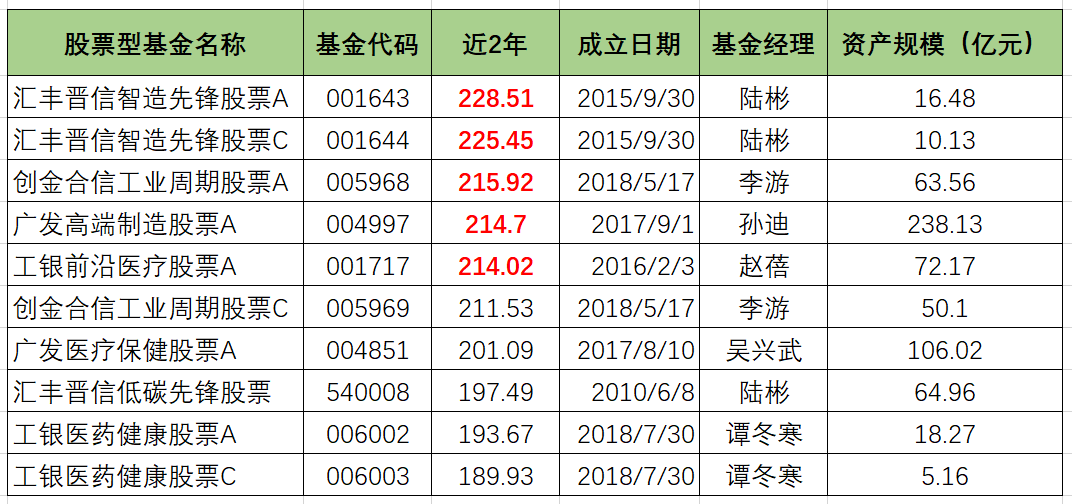 股票型基金名称 基金代码 近2年 成立日期 基金经理 资产规模（亿元）
汇丰晋信智造先锋股票A 001643 228.51 2015/9/30 陆彬 16.48
汇丰晋信智造先锋股票C 001644 225.45 2015/9/30 陆彬 10.13
创金合信工业周期股票A 005968 215.92 2018/5/17 李游 63.56
广发高端制造股票A 004997 214.7 2017/9/1 孙迪 238.13
工银前沿医疗股票A 001717 214.02 2016/2/3 赵蓓 72.17
创金合信工业周期股票C 005969 211.53 2018/5/17 李游 50.1
广发医疗保健股票A 004851 201.09 2017/8/10 吴兴武 106.02
汇丰晋信低碳先锋股票 540008 197.49 2010/6/8 陆彬 64.96
工银医药健康股票A 006002 193.67 2018/7/30 谭冬寒 18.27
工银医药健康股票C 006003 189.93 2018/7/30 谭冬寒 5.16